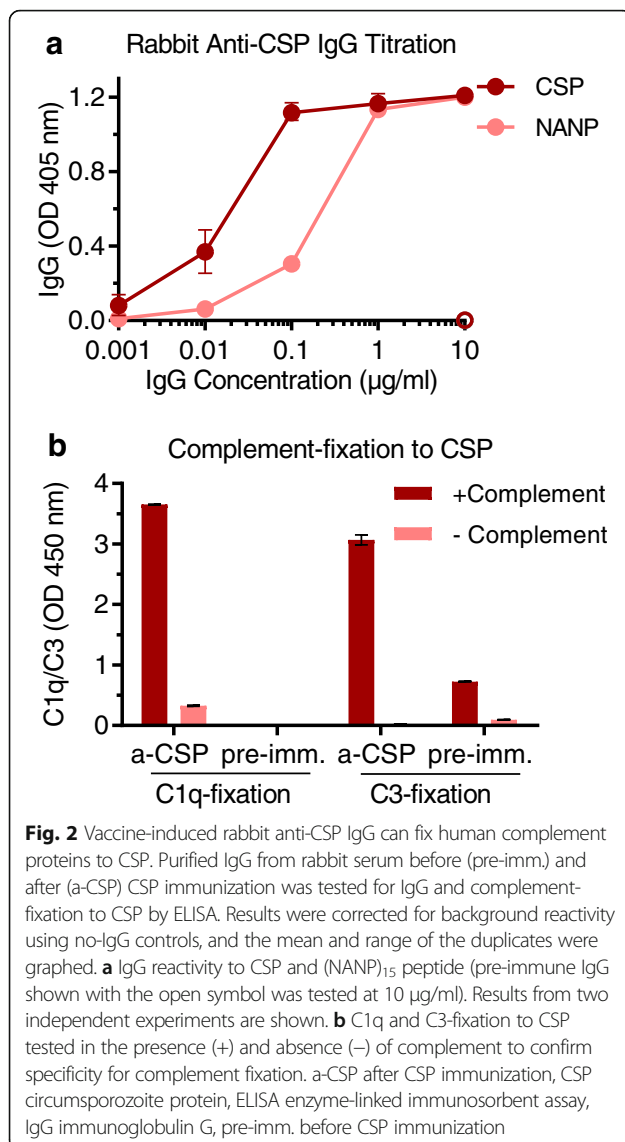 a Rabbit Anti-CSP IgG Titration
CSP
NANP
IgG (OD 405 nm)
1.2
0.8
0.4
0.0
0.001 0.01 0.1 1 10
IgG Concentration (µg/ml)
b Complement-fixation to CSP
+Complement
- Complement
C1q/C3 (OD 450 nm)
4
3
2
1
0
a-CSP pre-imm. a-CSP pre-imm.
C1q-fixation C3-fixation
Fig. 2 Vaccine-induced rabbit anti-CSP IgG can fix human complement
proteins to CSP. Purified IgG from rabbit serum before (pre-imm.) and
after (a-CSP) CSP immunization was tested for IgG and complement-
fixation to CSP by ELISA. Results were corrected for background reactivity
using no-IgG controls, and the mean and range of the duplicates were
graphed. a IgG reactivity to CSP and (NANP)₁₅ peptide (pre-immune IgG
shown with the open symbol was tested at 10 µg/ml). Results from two
independent experiments are shown. b C1q and C3-fixation to CSP
tested in the presence (+) and absence (−) of complement to confirm
specificity for complement fixation. a-CSP after CSP immunization, CSP
circumsporozoite protein, ELISA enzyme-linked immunosorbent assay,
IgG immunoglobulin G, pre-imm. before CSP immunization